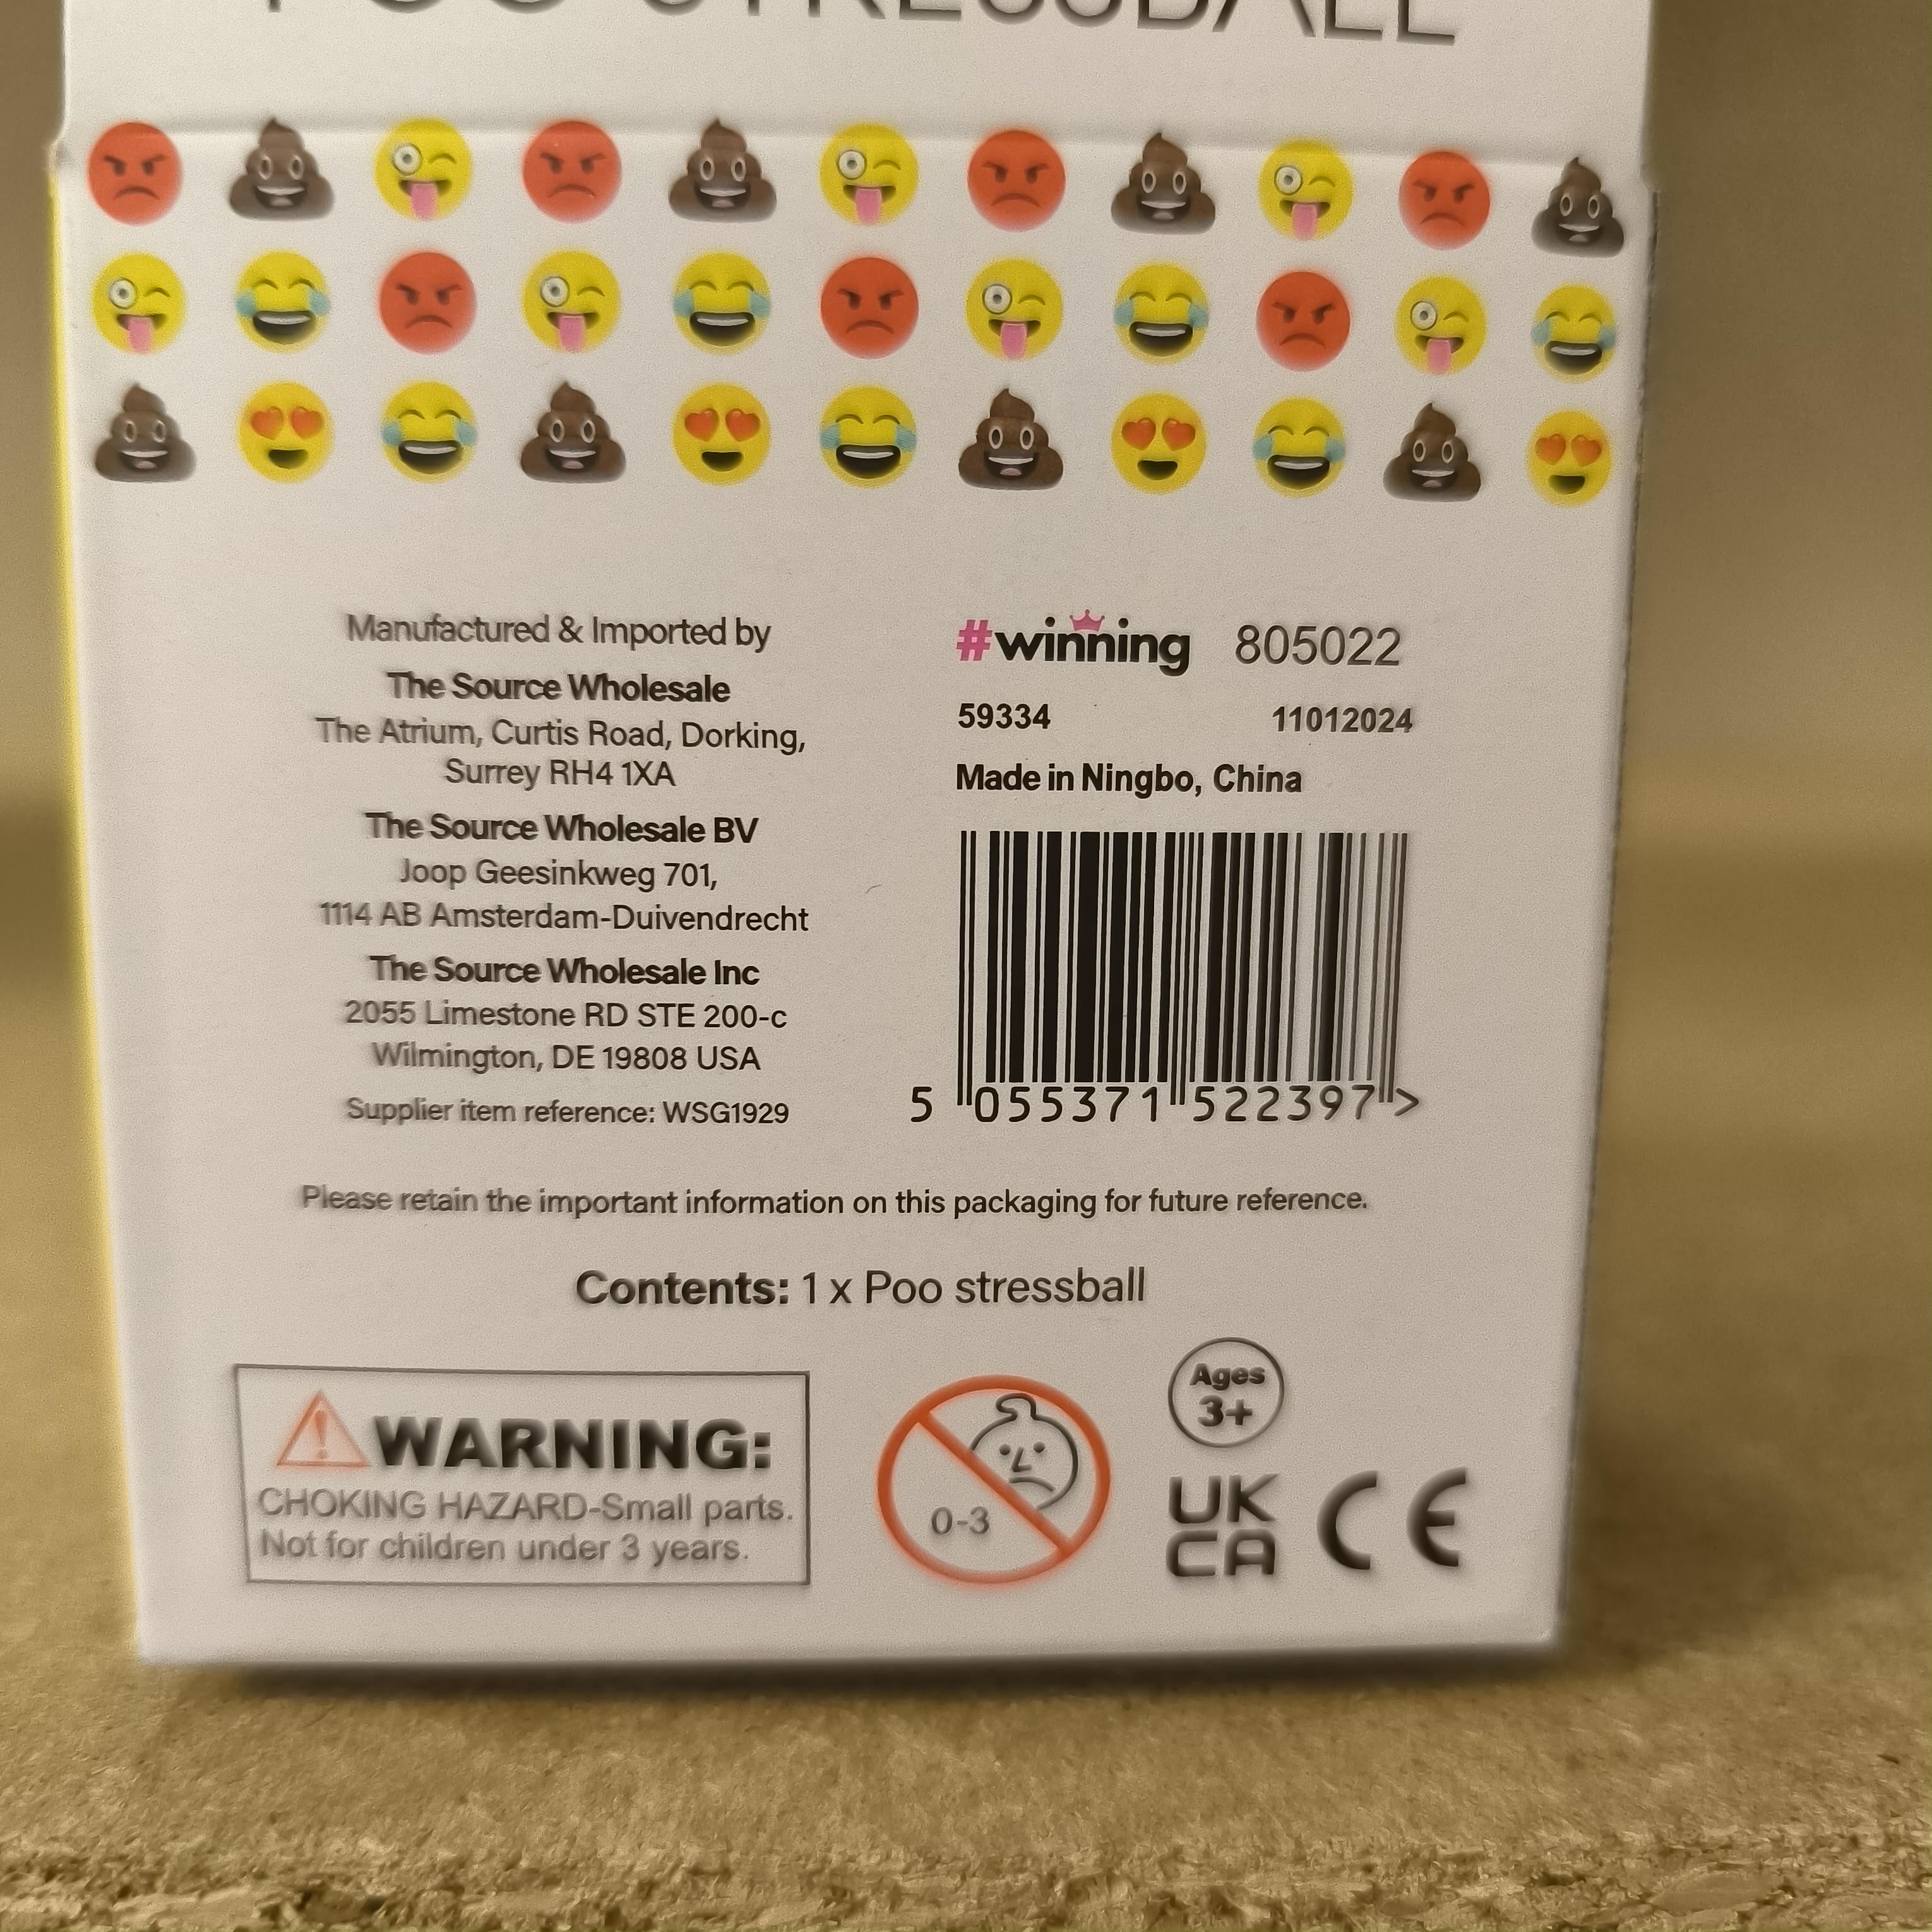 POO STRESSBALL
Manufactured & Imported by
The Source Wholesale
The Atrium, Curtis Road, Dorking,
Surrey RH4 1XA
The Source Wholesale BV
Joop Geesinkweg 701,
1114 AB Amsterdam-Duivendrecht
The Source Wholesale Inc
2055 Limestone RD STE 200-c
Wilmington, DE 19808 USA
Supplier item reference: WSG1929
#winning 805022
59334 11012024
Made in Ningbo, China
5 055371 522397 >
Please retain the important information on this packaging for future reference.
Contents: 1 x Poo stressball
WARNING:
CHOKING HAZARD-Small parts.
Not for children under 3 years.
0-3
Ages
3+
UK
CA CE